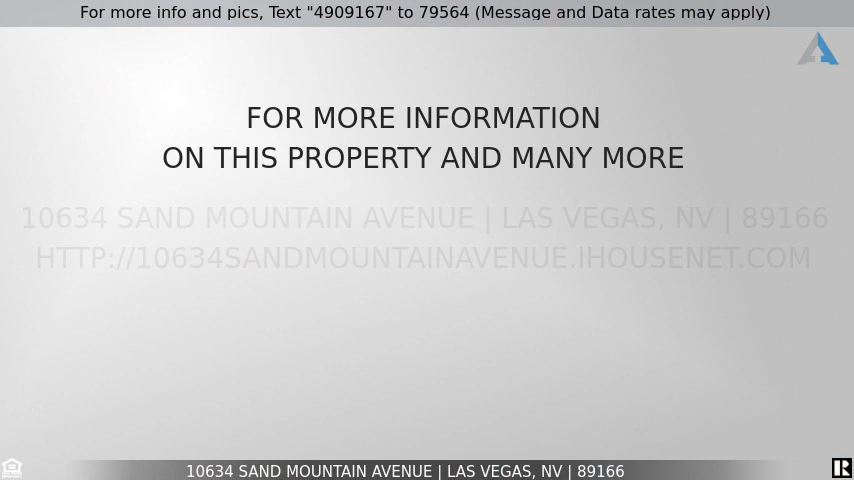 For more info and pics, Text "4909167" to 79564 (Message and Data rates may apply)
FOR MORE INFORMATION
ON THIS PROPERTY AND MANY MORE
10634 SAND MOUNTAIN AVENUE | LAS VEGAS, NV | 89166
HTTP://10634SANDMOUNTAINAVENUE.IHOUSENET.COM
10634 SAND MOUNTAIN AVENUE | LAS VEGAS, NV | 89166